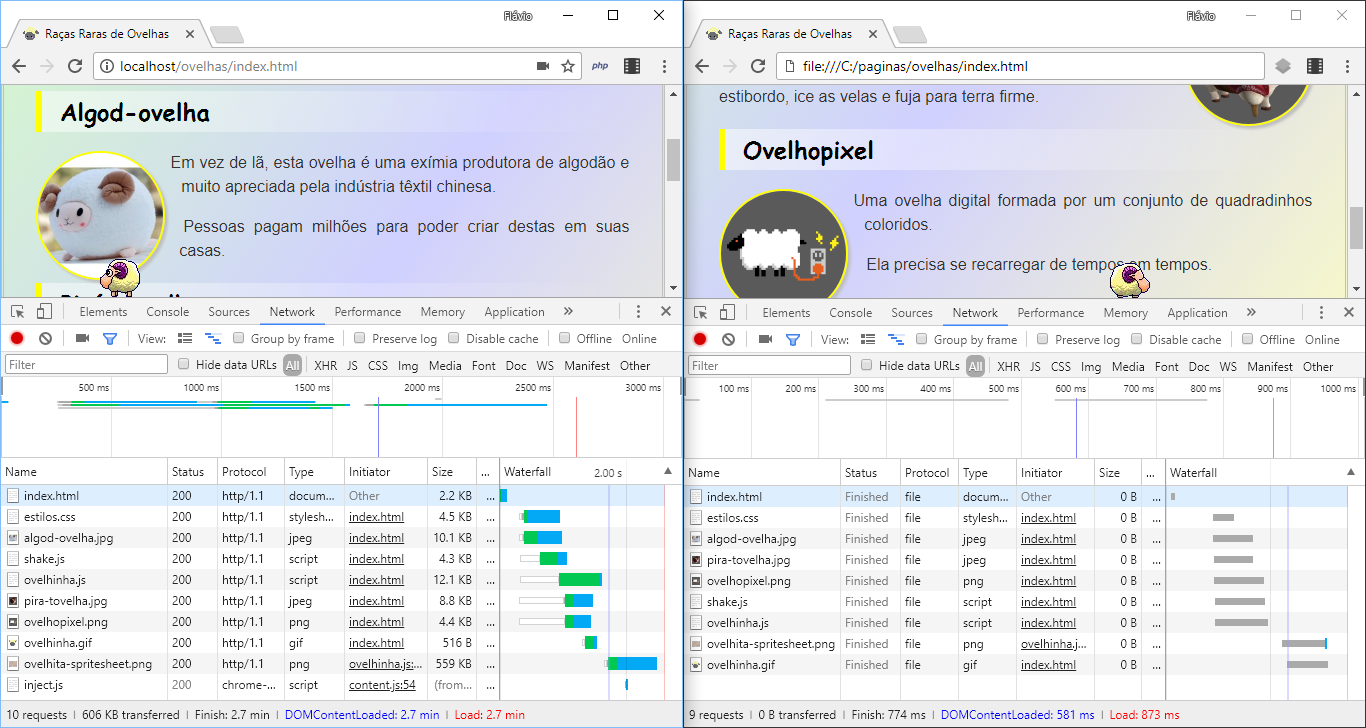 Flávio
Raças Raras de Ovelhas
localhost/ovelhas/index.html
php
Algod-ovelha
Em vez de lã, esta ovelha é uma exímia produtora de algodão e
muito apreciada pela indústria têxtil chinesa.
Pessoas pagam milhões para poder criar destas em suas
casas.
Elements Console Sources Network Performance Memory Application »
View: Group by frame Preserve log Disable cache Offline Online
Filter Hide data URLs All XHR JS CSS Img Media Font Doc WS Manifest Other
500 ms 1000 ms 1500 ms 2000 ms 2500 ms 3000 ms
Name Status Protocol Type Initiator Size ... Waterfall 2.00 s
index.html 200 http/1.1 docum... Other 2.2 KB ...
estilos.css 200 http/1.1 stylesh... index.html 4.5 KB ...
algod-ovelha.jpg 200 http/1.1 jpeg index.html 10.1 KB ...
shake.js 200 http/1.1 script index.html 4.3 KB ...
ovelhinha.js 200 http/1.1 script index.html 12.1 KB ...
pira-tovelha.jpg 200 http/1.1 jpeg index.html 8.8 KB ...
ovelhopixel.png 200 http/1.1 png index.html 4.4 KB ...
ovelhinha.gif 200 http/1.1 gif index.html 516 B ...
ovelhita-spritesheet.png 200 http/1.1 png ovelhinha.js:... 559 KB ...
inject.js 200 chrome-... script content.js:54 (from... ...
10 requests | 606 KB transferred | Finish: 2.7 min | DOMContentLoaded: 2.7 min | Load: 2.7 min
Flávio
Raças Raras de Ovelhas
file:///C:/paginas/ovelhas/index.html
estibordo, ice as velas e fuja para terra firme.
Ovelhopixel
Uma ovelha digital formada por um conjunto de quadradinhos
coloridos.
Ela precisa se recarregar de tempos em tempos.
Elements Console Sources Network Performance Memory Application »
View: Group by frame Preserve log Disable cache Offline Online
Filter Hide data URLs All XHR JS CSS Img Media Font Doc WS Manifest Other
100 ms 200 ms 300 ms 400 ms 500 ms 600 ms 700 ms 800 ms 900 ms 1000 ms
Name Status Protocol Type Initiator Size ... Waterfall
index.html Finished file docum... Other 0 B ...
estilos.css Finished file stylesh... index.html 0 B ...
algod-ovelha.jpg Finished file jpeg index.html 0 B ...
pira-tovelha.jpg Finished file jpeg index.html 0 B ...
ovelhopixel.png Finished file png index.html 0 B ...
shake.js Finished file script index.html 0 B ...
ovelhinha.js Finished file script index.html 0 B ...
ovelhita-spritesheet.png Finished file png ovelhinha.j... 0 B ...
ovelhinha.gif Finished file gif index.html 0 B ...
9 requests | 0 B transferred | Finish: 774 ms | DOMContentLoaded: 581 ms | Load: 873 ms